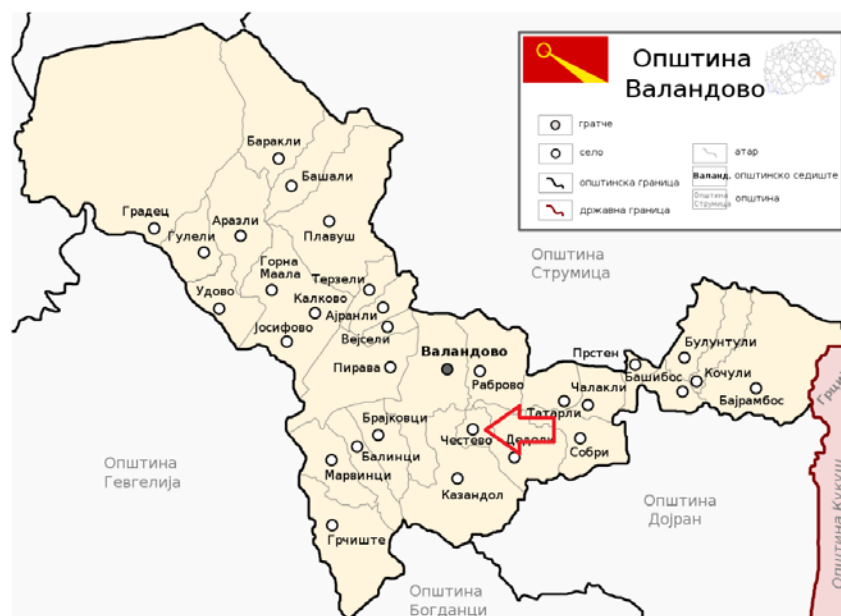 Општина
Валандово
гратче
село
општинска граница
државна граница
атар
Валанд.
општинско седиште
Општина
Струмица
општина
Баракли
Башали
Градец
Аразли
Плавуш
Гулели
Општина
Струмица
Горна
Маала
Терзели
Удово
Калково
Ајранли
Јосифово
Вејсели
Прстен
Булунтули
Валандово
Пирава
Раброво
Башибос
Кочули
Чалакли
Бајрамбос
Татарли
Брајковци
Честево
Дедели
Собри
Балинци
Марвинци
Казандол
Општина
Гевгелија
Општина
Дојран
Грчиште
Општина
Богданци
Општина Кукуш